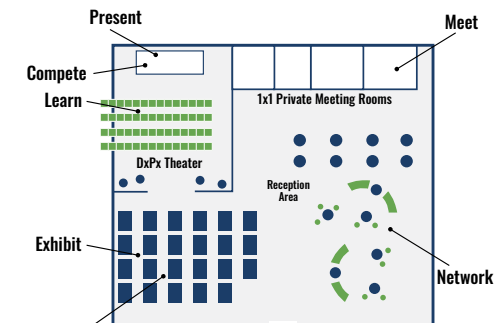 Present
Meet
Compete
Learn
1x1 Private Meeting Rooms
DxPx Theater
Reception
Area
Exhibit
Network